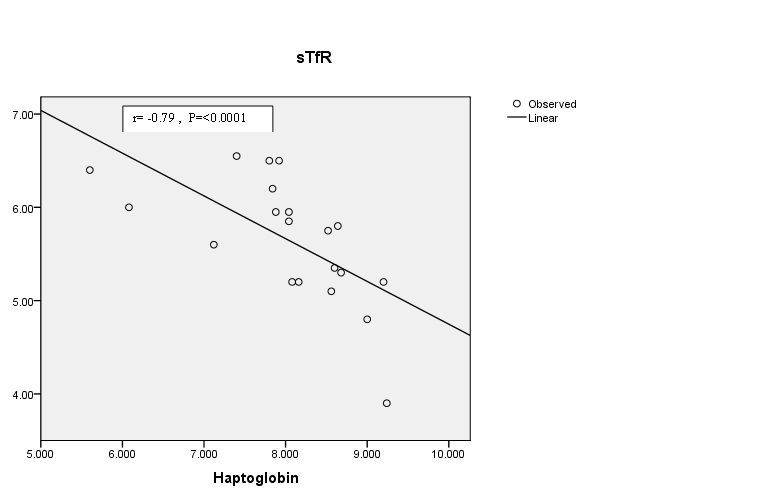 sTfR
r= -0.79 , P=<0.0001
Observed
Linear
7.00
6.00
5.00
4.00
5.000 6.000 7.000 8.000 9.000 10.000
Haptoglobin